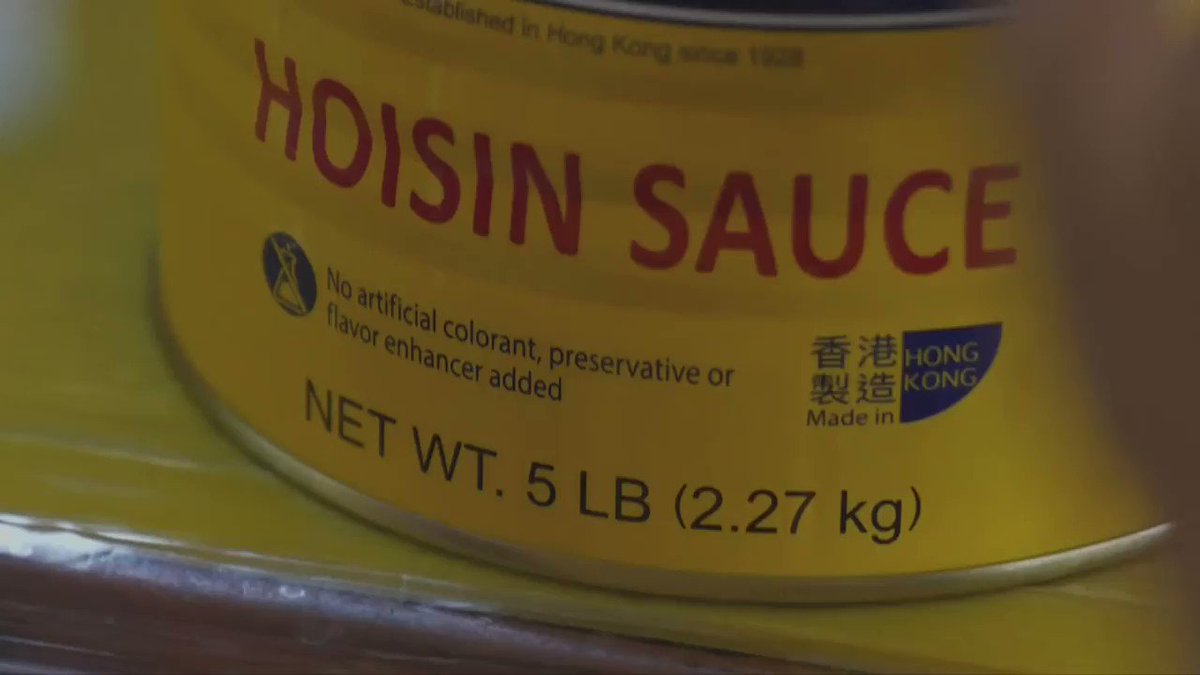 Established in Hong Kong since 1928
HOISIN SAUCE
No artificial colorant, preservative or
flavor enhancer added
香港
製造
Made in
HONG
KONG
NET WT. 5 LB (2.27 kg)